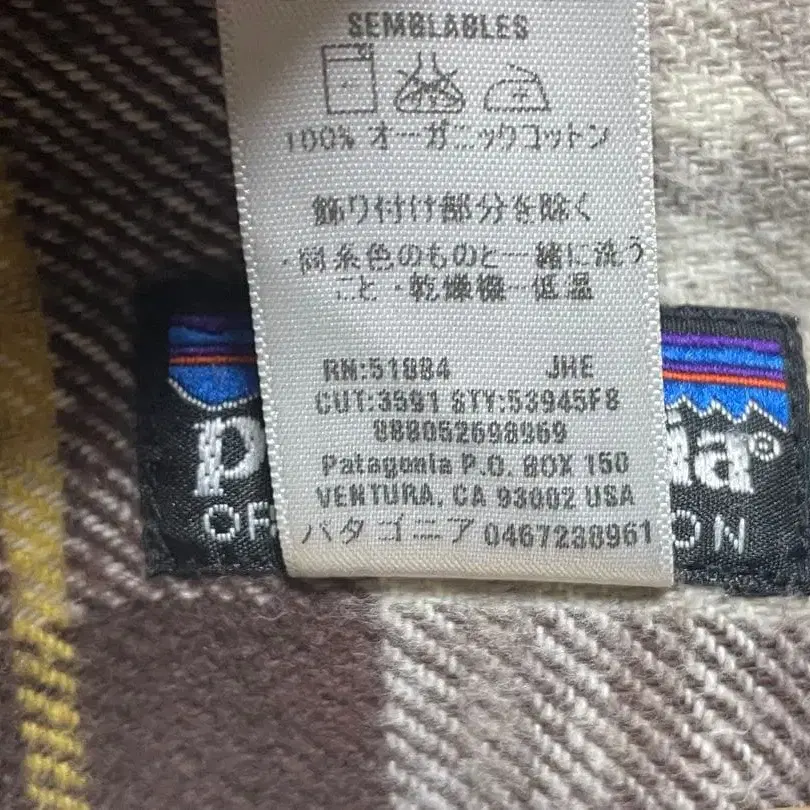 SEMBLABLES
100% オーガニックコットン
飾り付け部分を除く
・同系色のものと一緒に洗う
こと・乾燥機－低温
RN:51884 JHE
CUT:3591 STY:53945F8
888052698969
Patagonia P.O. BOX 150
VENTURA, CA 93002 USA
パタゴニア 0467238961